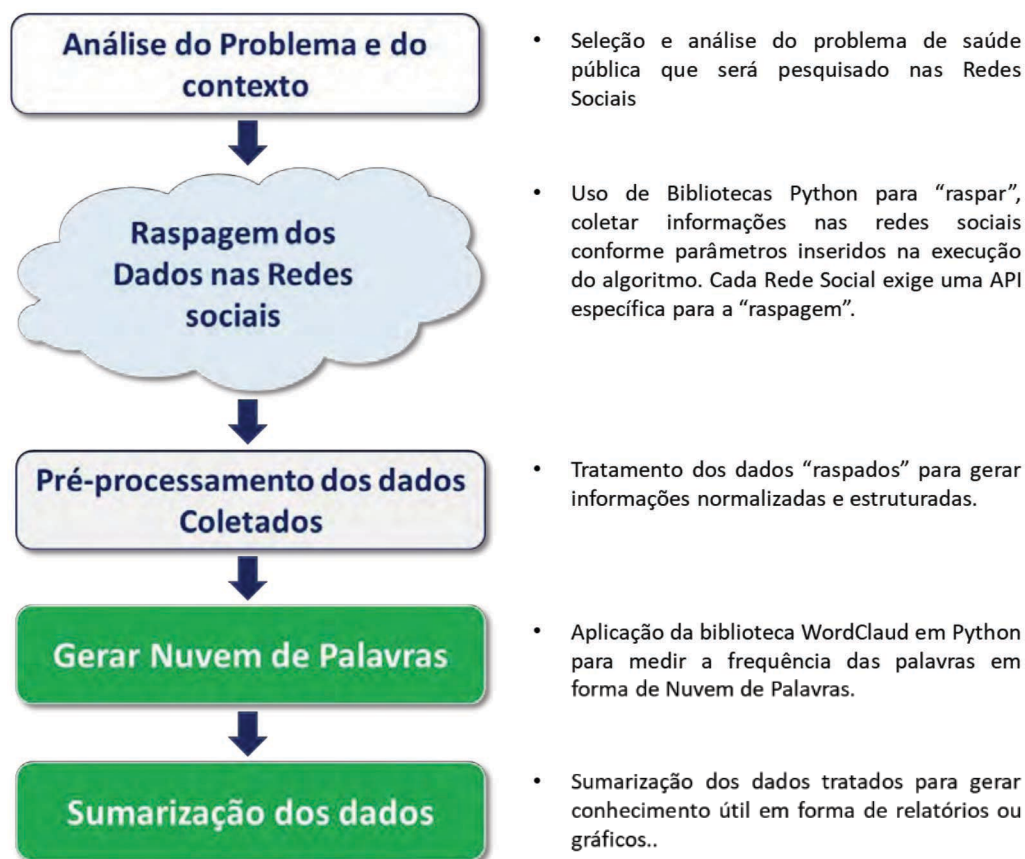 Análise do Problema e do
contexto
• Seleção e análise do problema de saúde
pública que será pesquisado nas Redes
Sociais
Raspagem dos
Dados nas Redes
sociais
• Uso de Bibliotecas Python para “raspar”,
coletar informações nas redes sociais
conforme parâmetros inseridos na execução
do algoritmo. Cada Rede Social exige uma API
específica para a “raspagem”.
Pré-processamento dos dados
Coletados
• Tratamento dos dados “raspados” para gerar
informações normalizadas e estruturadas.
Gerar Nuvem de Palavras
• Aplicação da biblioteca WordClaud em Python
para medir a frequência das palavras em
forma de Nuvem de Palavras.
Sumarização dos dados
• Sumarização dos dados tratados para gerar
conhecimento útil em forma de relatórios ou
gráficos..